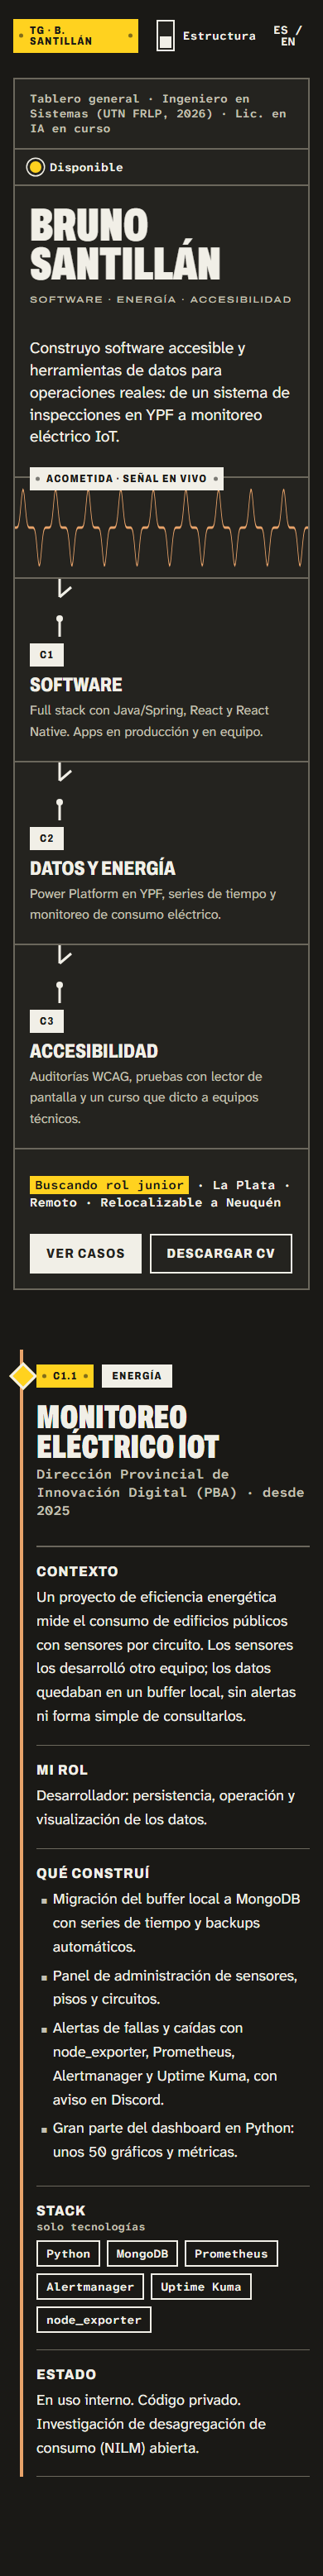 TG · B.
SANTILLÁN
Estructura
ES /
EN
Tablero general · Ingeniero en
Sistemas (UTN FRLP, 2026) · Lic. en
IA en curso
Disponible
BRUNO
SANTILLÁN
SOFTWARE · ENERGÍA · ACCESIBILIDAD
Construyo software accesible y
herramientas de datos para
operaciones reales: de un sistema de
inspecciones en YPF a monitoreo
eléctrico IoT.
ACOMETIDA · SEÑAL EN VIVO
C1
SOFTWARE
Full stack con Java/Spring, React y React
Native. Apps en producción y en equipo.
C2
DATOS Y ENERGÍA
Power Platform en YPF, series de tiempo y
monitoreo de consumo eléctrico.
C3
ACCESIBILIDAD
Auditorías WCAG, pruebas con lector de
pantalla y un curso que dicto a equipos
técnicos.
Buscando rol junior · La Plata ·
Remoto · Relocalizable a Neuquén
VER CASOS
DESCARGAR CV
C1.1
ENERGÍA
MONITOREO
ELÉCTRICO IOT
Dirección Provincial de
Innovación Digital (PBA) · desde
2025
CONTEXTO
Un proyecto de eficiencia energética
mide el consumo de edificios públicos
con sensores por circuito. Los sensores
los desarrolló otro equipo; los datos
quedaban en un buffer local, sin alertas
ni forma simple de consultarlos.
MI ROL
Desarrollador: persistencia, operación y
visualización de los datos.
QUÉ CONSTRUÍ
Migración del buffer local a MongoDB
con series de tiempo y backups
automáticos.
Panel de administración de sensores,
pisos y circuitos.
Alertas de fallas y caídas con
node_exporter, Prometheus,
Alertmanager y Uptime Kuma, con
aviso en Discord.
Gran parte del dashboard en Python:
unos 50 gráficos y métricas.
STACK
solo tecnologías
Python
MongoDB
Prometheus
Alertmanager
Uptime Kuma
node_exporter
ESTADO
En uso interno. Código privado.
Investigación de desagregación de
consumo (NILM) abierta.